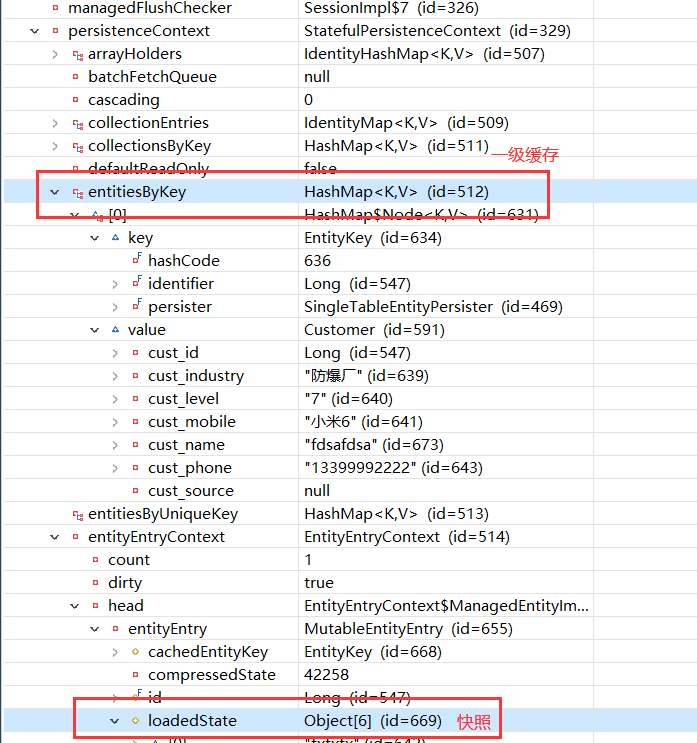 managedFlushChecker SessionImpl$7 (id=326)
persistenceContext StatefulPersistenceContext (id=329)
arrayHolders IdentityHashMap<K,V> (id=507)
batchFetchQueue null
cascading 0
collectionEntries IdentityMap<K,V> (id=509)
collectionsByKey HashMap<K,V> (id=511)
一级缓存
defaultReadOnly false
entitiesByKey HashMap<K,V> (id=512)
[0] HashMap$Node<K,V> (id=631)
key EntityKey (id=634)
hashCode 636
identifier Long (id=547)
persister SingleTableEntityPersister (id=469)
value Customer (id=591)
cust_id Long (id=547)
cust_industry "防爆厂" (id=639)
cust_level "7" (id=640)
cust_mobile "小米6" (id=641)
cust_name "fdsafdsa" (id=673)
cust_phone "13399992222" (id=643)
cust_source null
entitiesByUniqueKey HashMap<K,V> (id=513)
entityEntryContext EntityEntryContext (id=514)
count 1
dirty true
head EntityEntryContext$ManagedEntityIm...
entityEntry MutableEntityEntry (id=655)
cachedEntityKey EntityKey (id=668)
compressedState 42258
id Long (id=547)
loadedState Object[6] (id=669) 快照